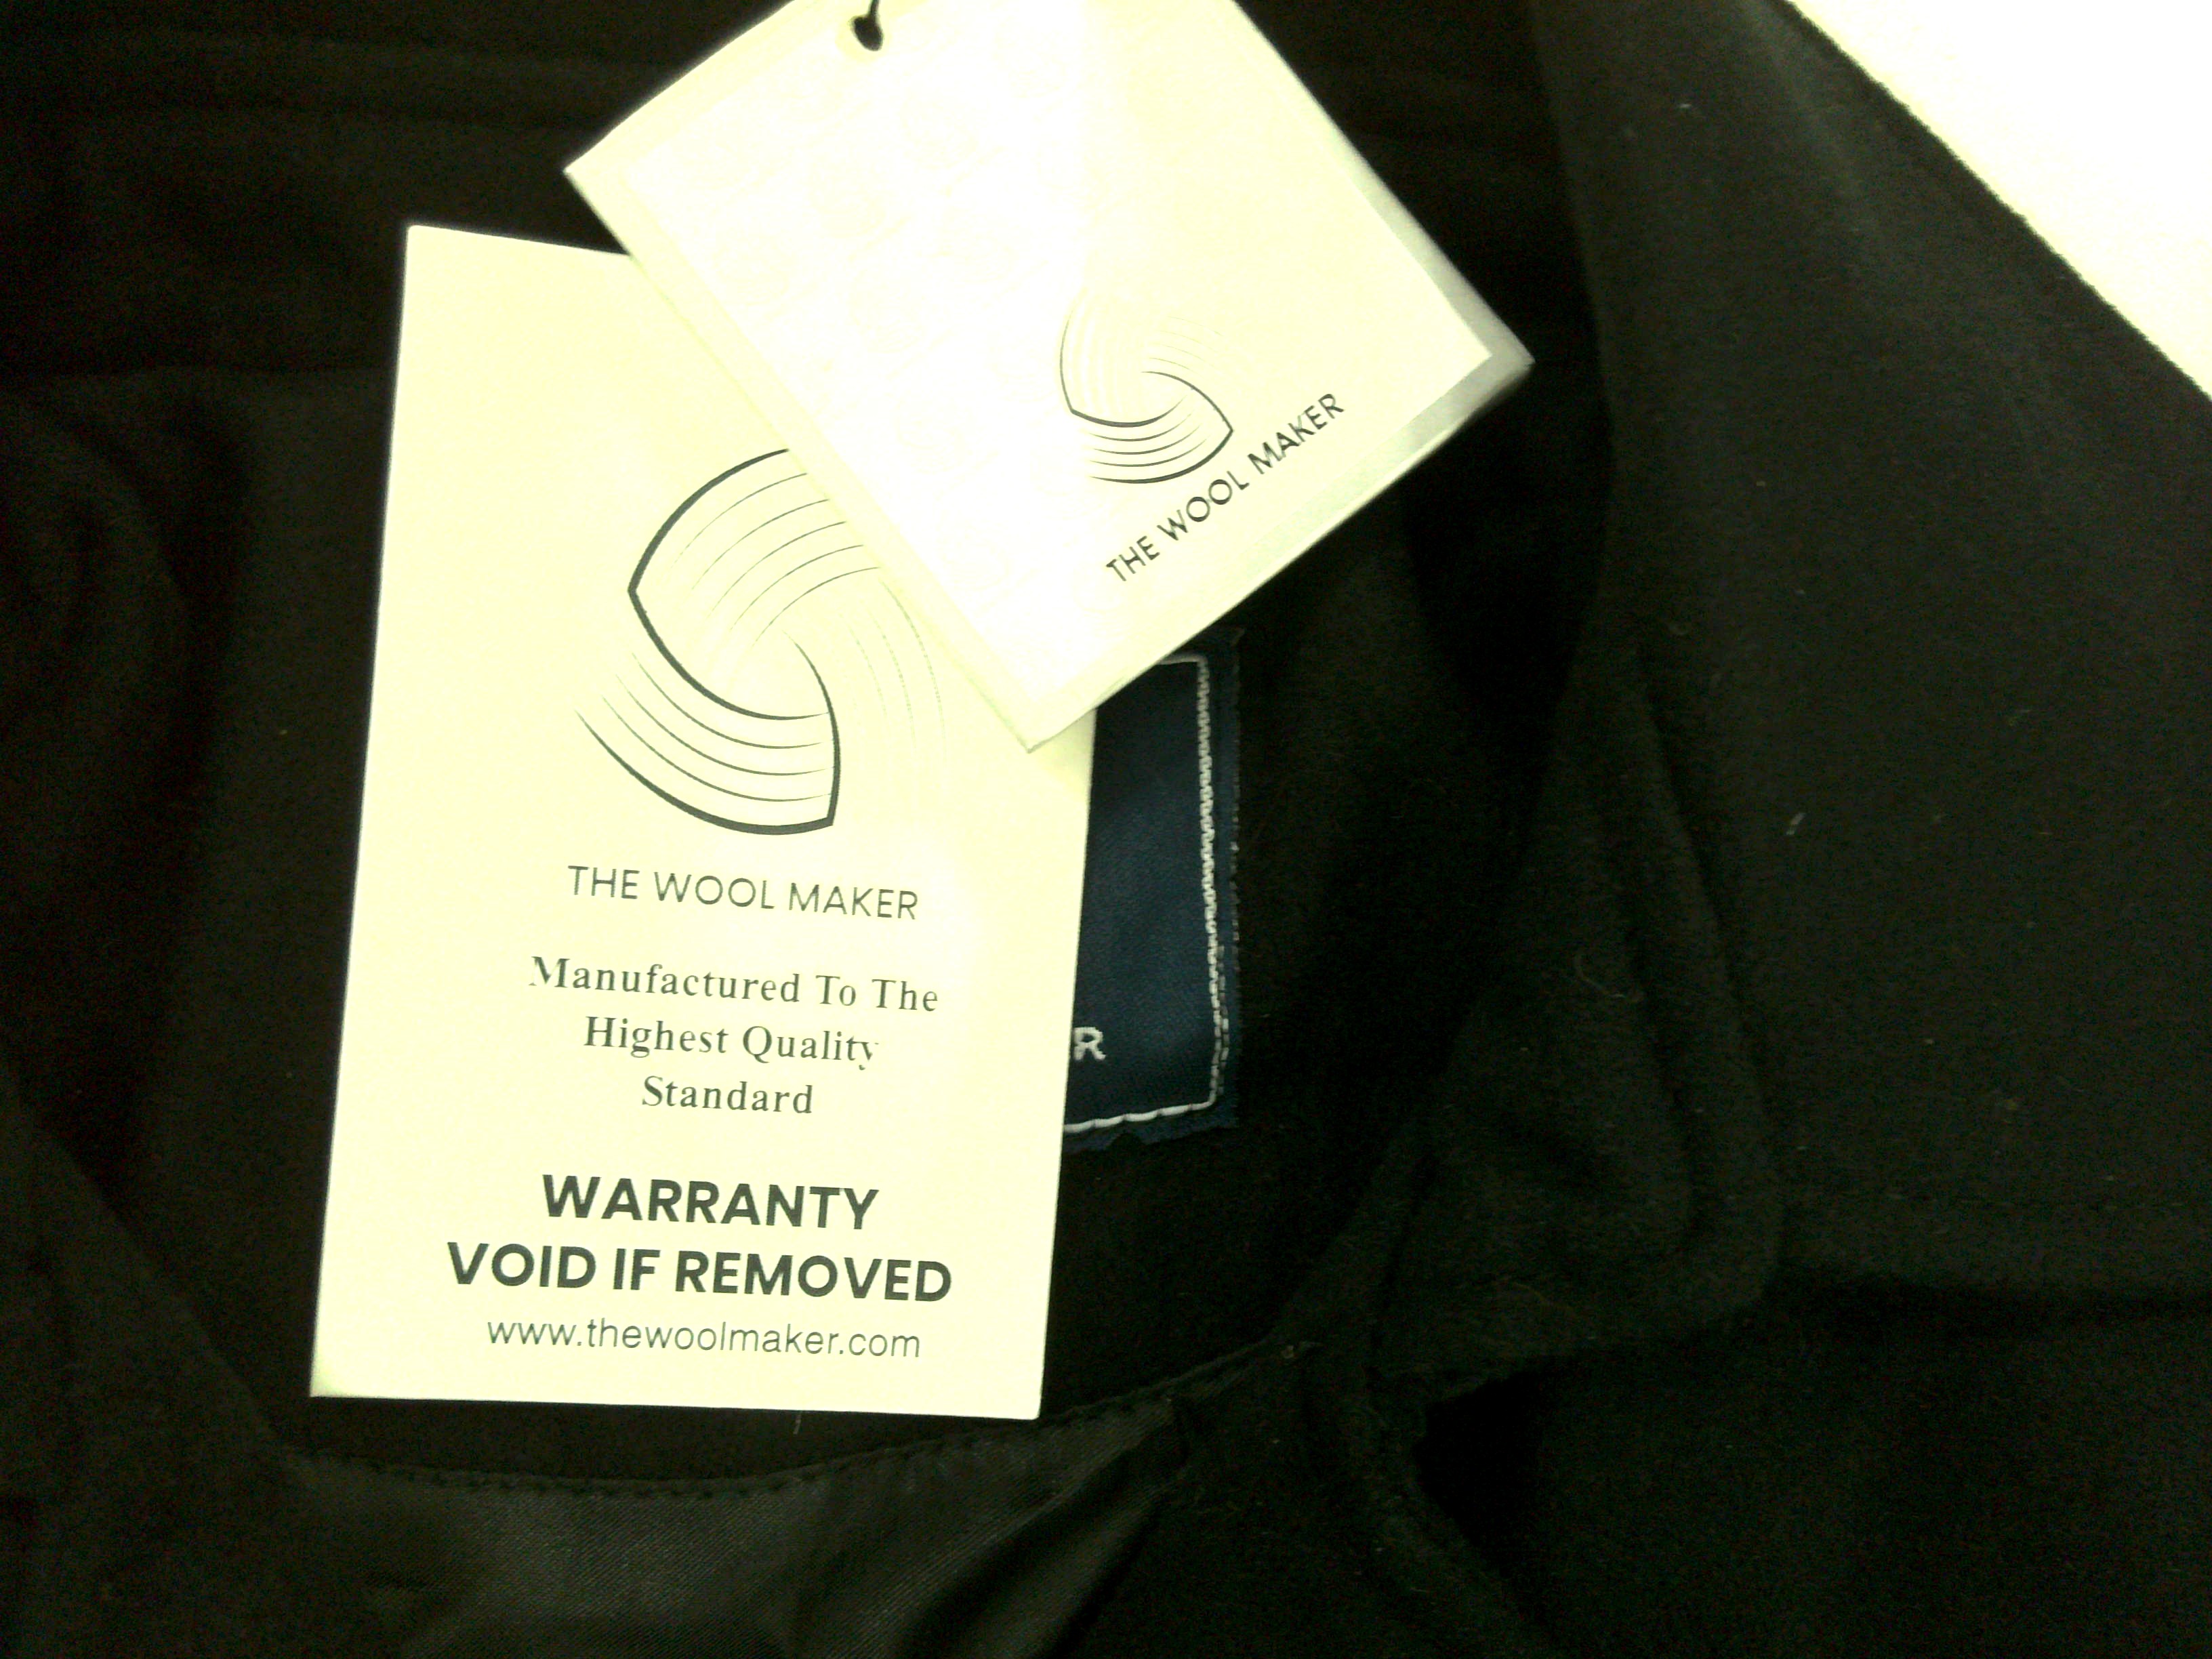 THE WOOL MAKER
THE WOOL MAKER
Manufactured To The
Highest Quality
Standard
WARRANTY
VOID IF REMOVED
www.thewoolmaker.com
R